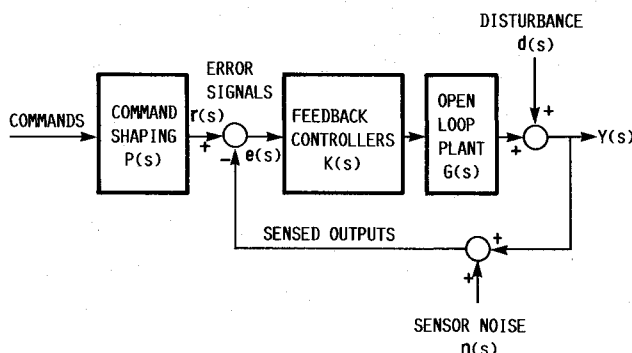 DISTURBANCE
d(s)
ERROR
SIGNALS
COMMANDS
COMMAND
SHAPING
P(s)
r(s)
+
-
e(s)
FEEDBACK
CONTROLLERS
K(s)
OPEN
LOOP
PLANT
G(s)
+
+
Y(s)
SENSED OUTPUTS
+
+
SENSOR NOISE
n(s)